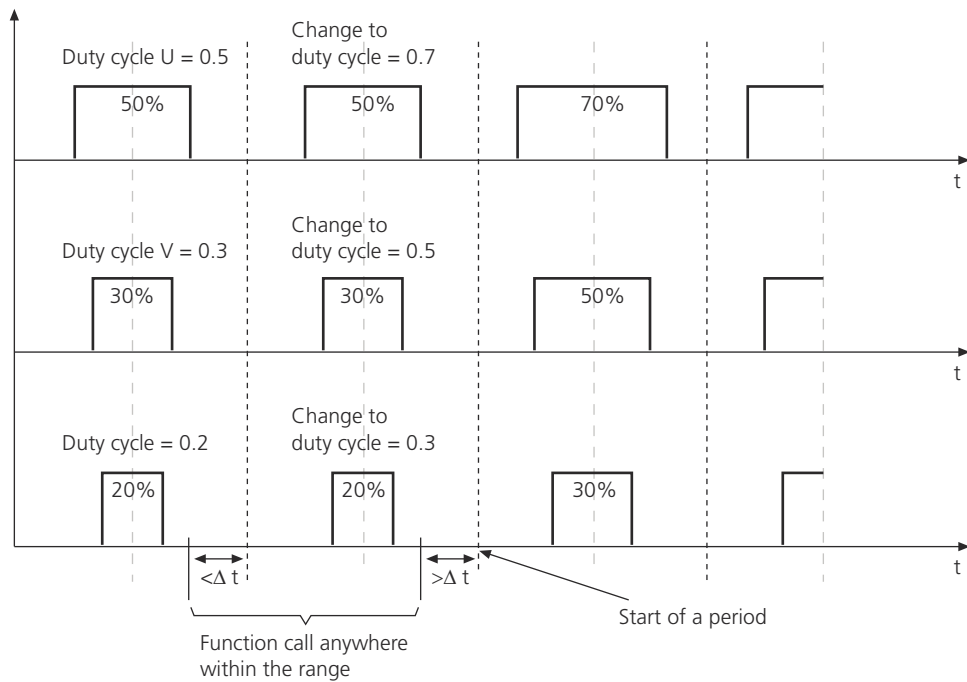 Duty cycle U = 0.5
Change to
duty cycle = 0.7
50%
50%
70%
t
Duty cycle V = 0.3
Change to
duty cycle = 0.5
30%
30%
50%
t
Duty cycle = 0.2
Change to
duty cycle = 0.3
20%
20%
30%
t
<Δ t
>Δ t
Start of a period
Function call anywhere
within the range